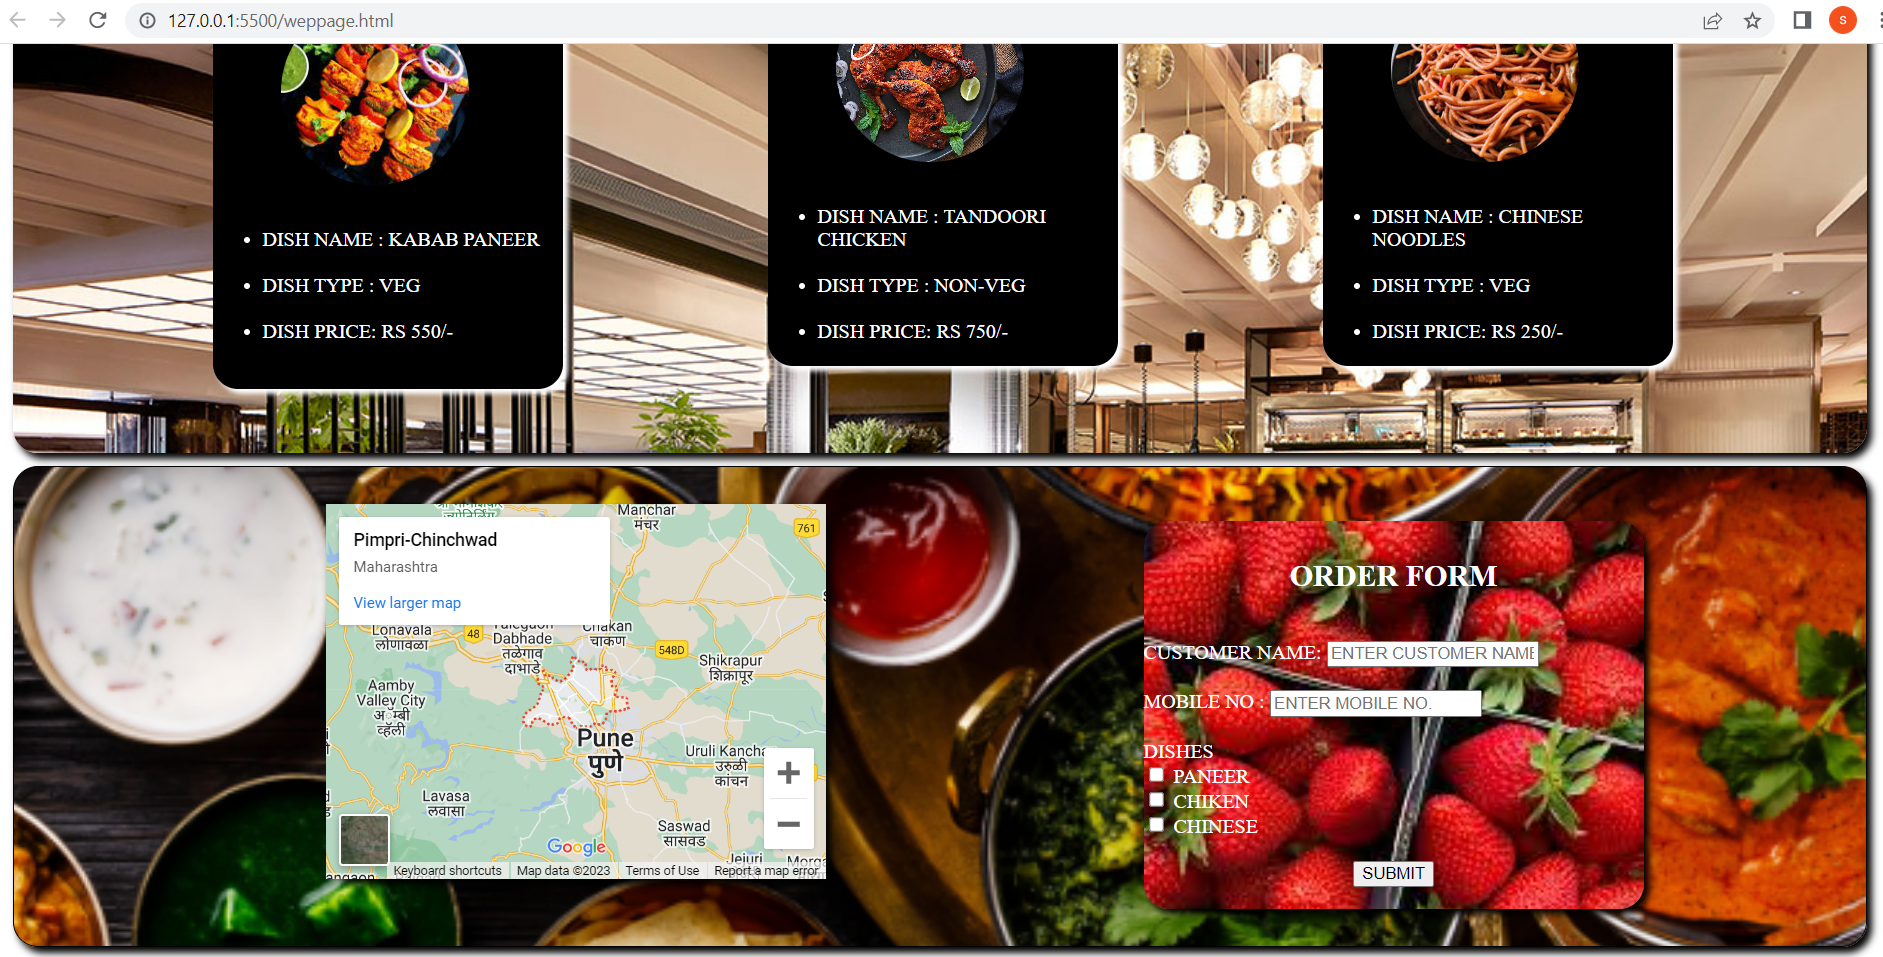 127.0.0.1:5500/weppage.html
s
DISH NAME : KABAB PANEER
DISH TYPE : VEG
DISH PRICE: RS 550/-
DISH NAME : TANDOORI
CHICKEN
DISH TYPE : NON-VEG
DISH PRICE: RS 750/-
DISH NAME : CHINESE
NOODLES
DISH TYPE : VEG
DISH PRICE: RS 250/-
Pimpri-Chinchwad
Maharashtra
View larger map
Manchar
मंचर
761
Lonavala
लोणावळा
48
Talegaon
Dabhade
तळेगाव
दाभाडे
Chakan
चाकण
548D
Shikrapur
शिक्रापूर
Aamby
Valley City
अॅम्बी
व्हॅली
Pune
पुणे
Uruli Kancha
उरुळी
कांचन
Lavasa
लवासा
Saswad
सासवड
Jejuri
Google
Keyboard shortcuts
Map data ©2023
Terms of Use
Report a map error
ORDER FORM
CUSTOMER NAME: ENTER CUSTOMER NAME
MOBILE NO : ENTER MOBILE NO.
DISHES
PANEER
CHIKEN
CHINESE
SUBMIT